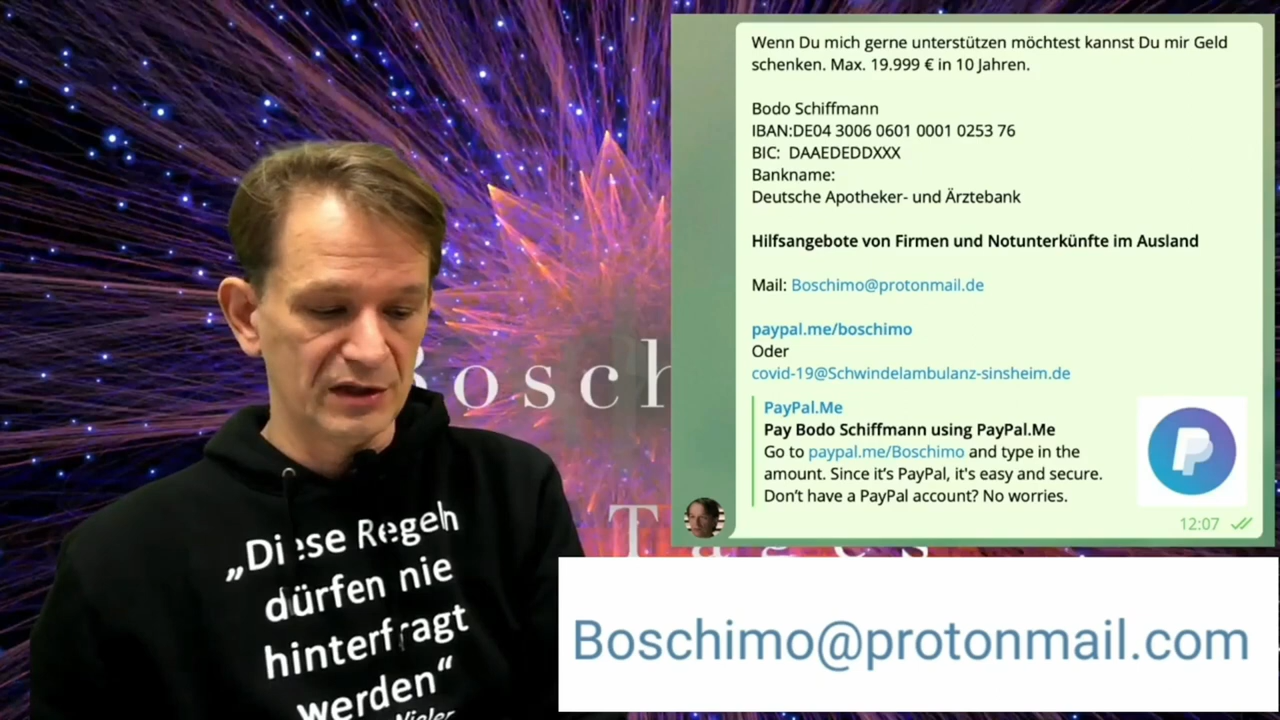 Wenn Du mich gerne unterstützen möchtest kannst Du mir Geld
schenken. Max. 19.999 € in 10 Jahren.
Bodo Schiffmann
IBAN:DE04 3006 0601 0001 0253 76
BIC: DAAEDEDDXXX
Bankname:
Deutsche Apotheker- und Ärztebank
Hilfsangebote von Firmen und Notunterkünfte im Ausland
Mail: Boschimo@protonmail.de
paypal.me/boschimo
Oder
covid-19@Schwindelambulanz-sinsheim.de
PayPal.Me
Pay Bodo Schiffmann using PayPal.Me
Go to paypal.me/Boschimo and type in the
amount. Since it's PayPal, it's easy and secure.
Don't have a PayPal account? No worries.
12:07
Bosch
Tages
„Diese Regeln
dürfen nie
hinterfragt
werden“
Boschimo@protonmail.com